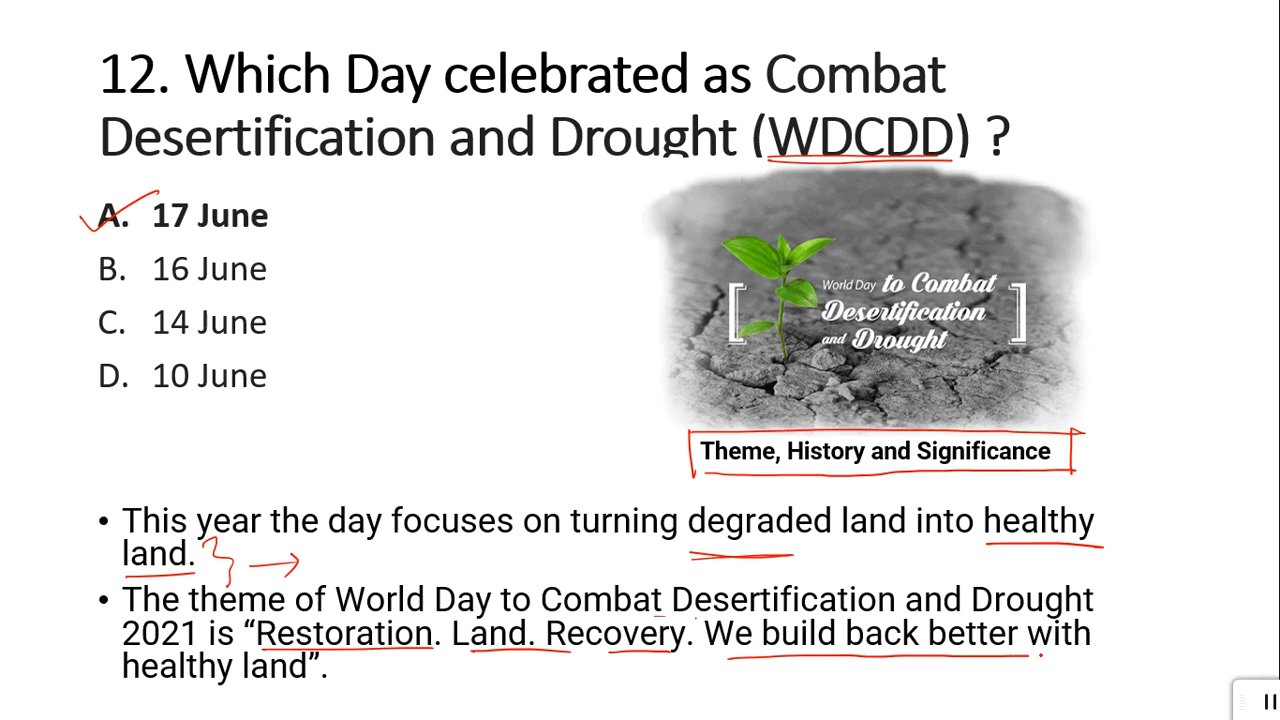 12. Which Day celebrated as Combat
Desertification and Drought (WDCDD) ?
A. 17 June
B. 16 June
C. 14 June
D. 10 June
World Day to Combat
Desertification
and Drought
Theme, History and Significance
• This year the day focuses on turning degraded land into healthy
land.
• The theme of World Day to Combat Desertification and Drought
2021 is “Restoration. Land. Recovery. We build back better with
healthy land”.